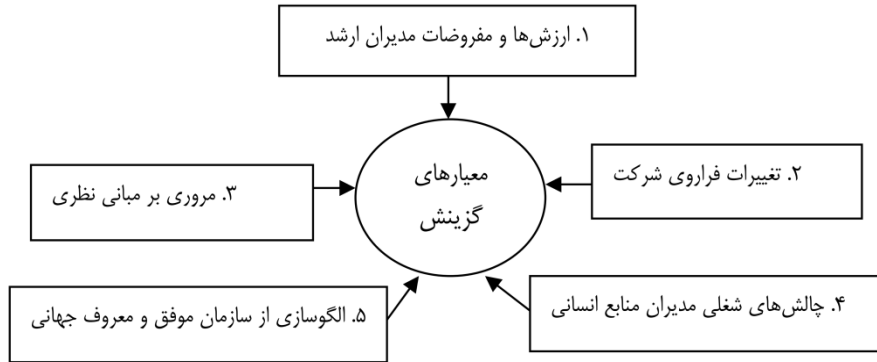 ۱. ارزش‌ها و مفروضات مدیران ارشد
معیارهای
گزینش
۲. تغییرات فراروی شرکت
۳. مروری بر مبانی نظری
۴. چالش‌های شغلی مدیران منابع انسانی
۵. الگوسازی از سازمان موفق و معروف جهانی